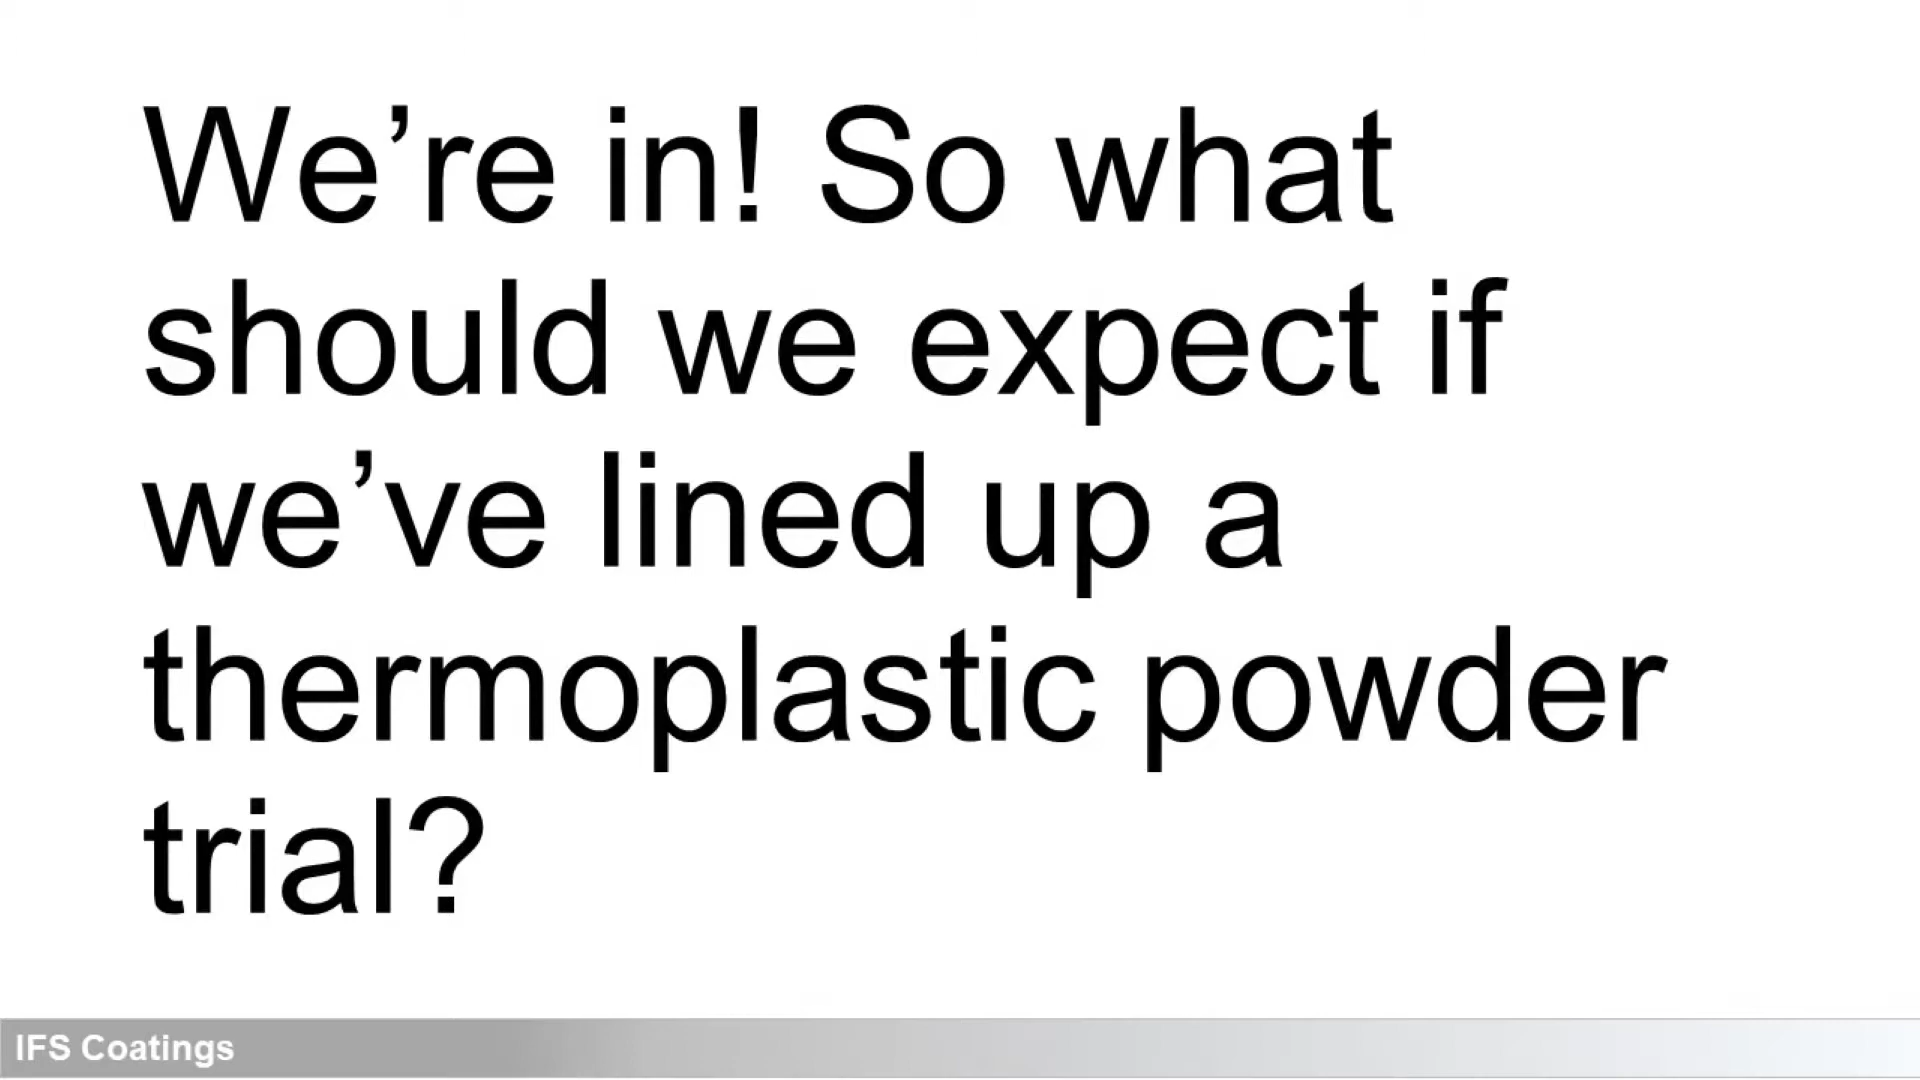 We’re in! So what
should we expect if
we’ve lined up a
thermoplastic powder
trial?
IFS Coatings